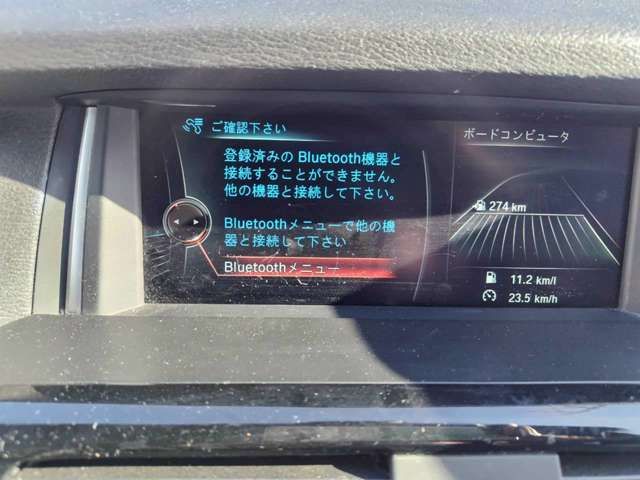 ご確認下さい
登録済みの Bluetooth機器と
接続することができません。
他の機器と接続して下さい。
Bluetoothメニューで他の機
器と接続して下さい
Bluetoothメニュー
ボードコンピュータ
274 km
11.2 km/l
23.5 km/h